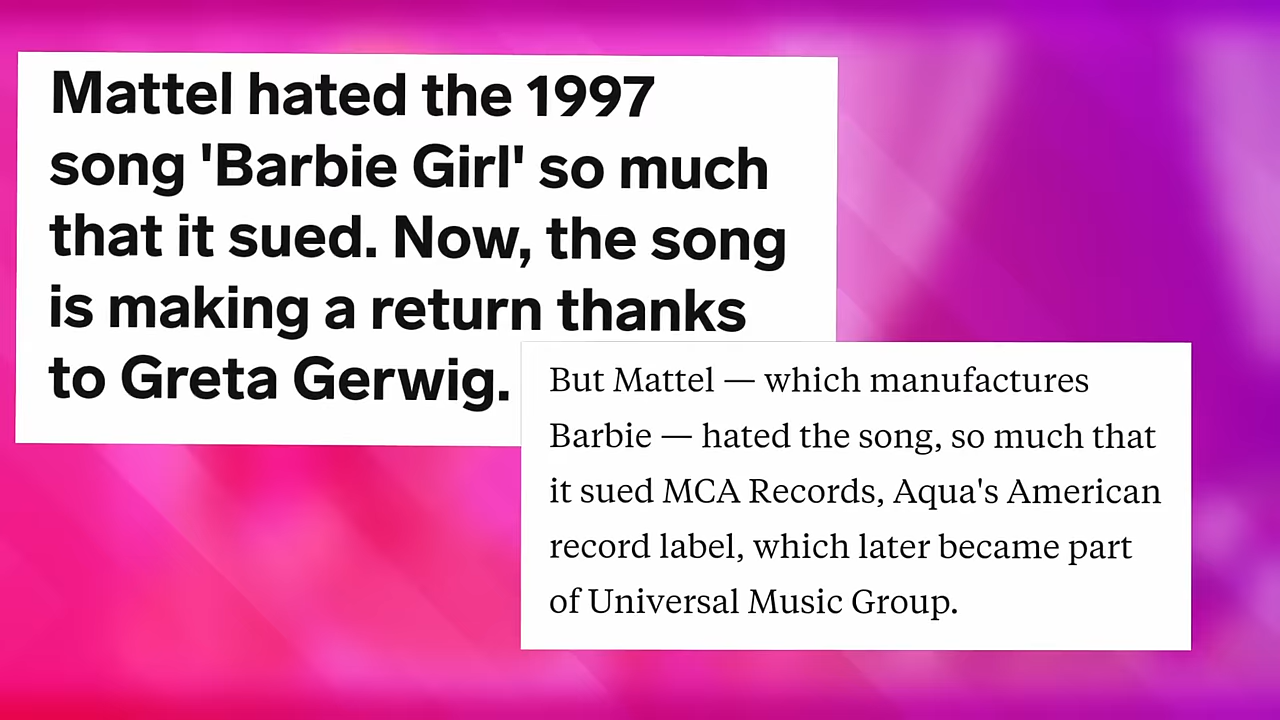 Mattel hated the 1997
song 'Barbie Girl' so much
that it sued. Now, the song
is making a return thanks
to Greta Gerwig.
But Mattel — which manufactures
Barbie — hated the song, so much that
it sued MCA Records, Aqua's American
record label, which later became part
of Universal Music Group.